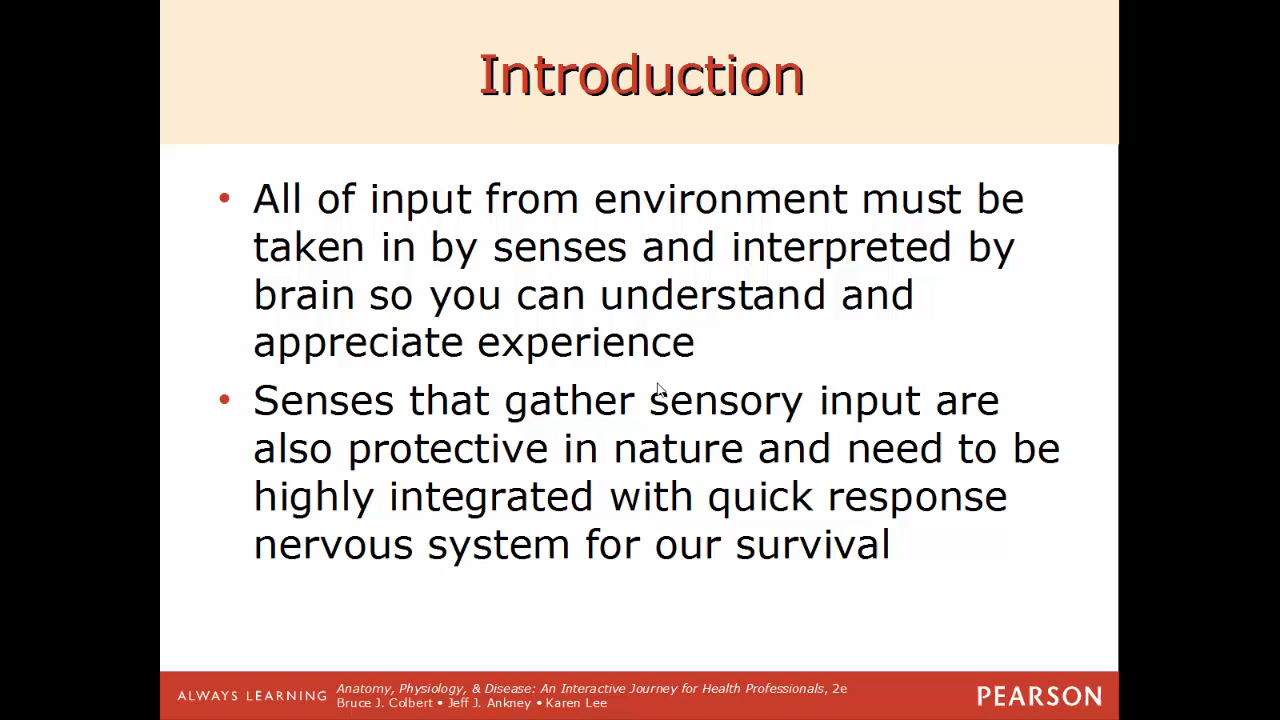 Introduction
• All of input from environment must be
taken in by senses and interpreted by
brain so you can understand and
appreciate experience
• Senses that gather sensory input are
also protective in nature and need to be
highly integrated with quick response
nervous system for our survival
ALWAYS LEARNING
Anatomy, Physiology, & Disease: An Interactive Journey for Health Professionals, 2e
Bruce J. Colbert • Jeff J. Ankney • Karen Lee
PEARSON